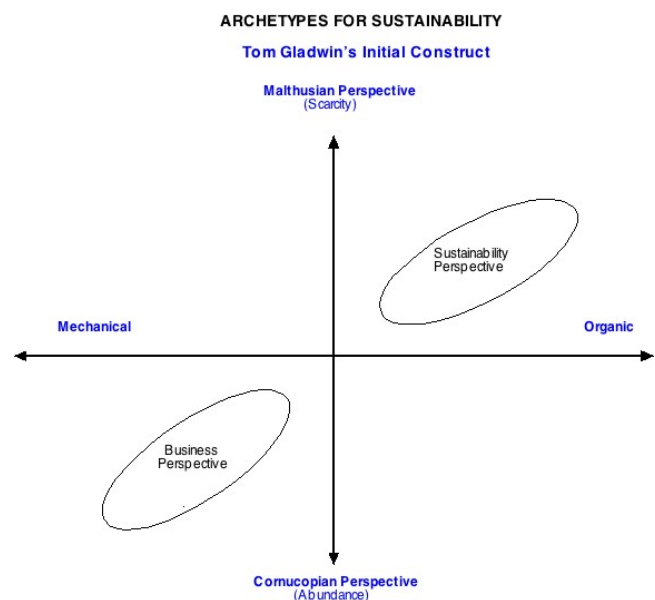 ARCHETYPES FOR SUSTAINABILITY
Tom Gladwin's Initial Construct
Malthusian Perspective
(Scarcity)
Sustainability
Perspective
Mechanical
Organic
Business
Perspective
Cornucopian Perspective
(Abundance)